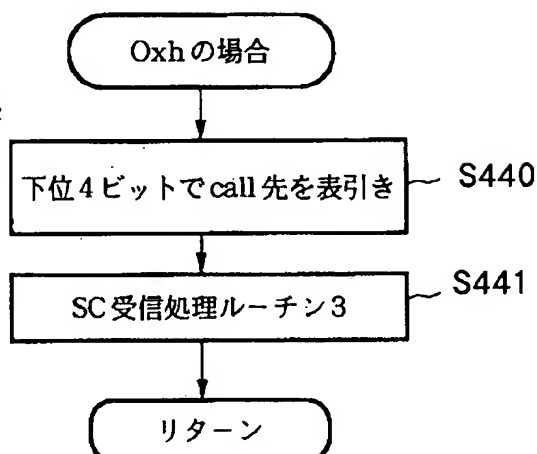 Oxhの場合
下位4ビットでcall先を表引き
S440
SC受信処理ルーチン3
S441
リターン